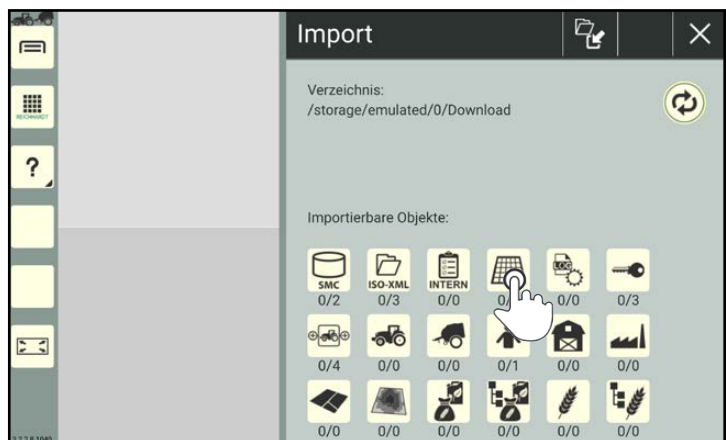 Import
REICHHARDT
?
Verzeichnis:
/storage/emulated/0/Download
Importierbare Objekte:
SMC ISO-XML INTERN LOG
0/2 0/3 0/0 0/0 0/3
0/4 0/0 0/0 0/1 0/0 0/0
0/0 0/0 0/0 0/0 0/0 0/0